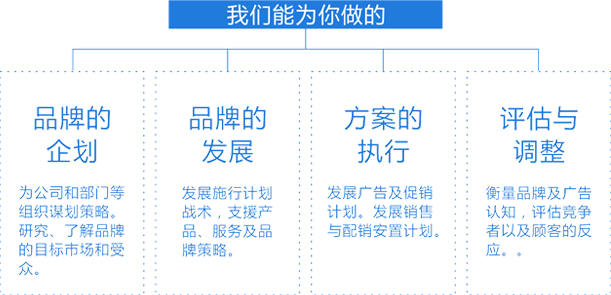 我们能为你做的
品牌的
企划
为公司和部门等
组织谋划策略。
研究、了解品牌
的目标市场和受
众。
品牌的
发展
发展施行计划
战术，支援产
品、服务及品
牌策略。
方案的
执行
发展广告及促销
计划。发展销售
与配销安置计划。
评估与
调整
衡量品牌及广告
认知，评估竞争
者以及顾客的反
应。。